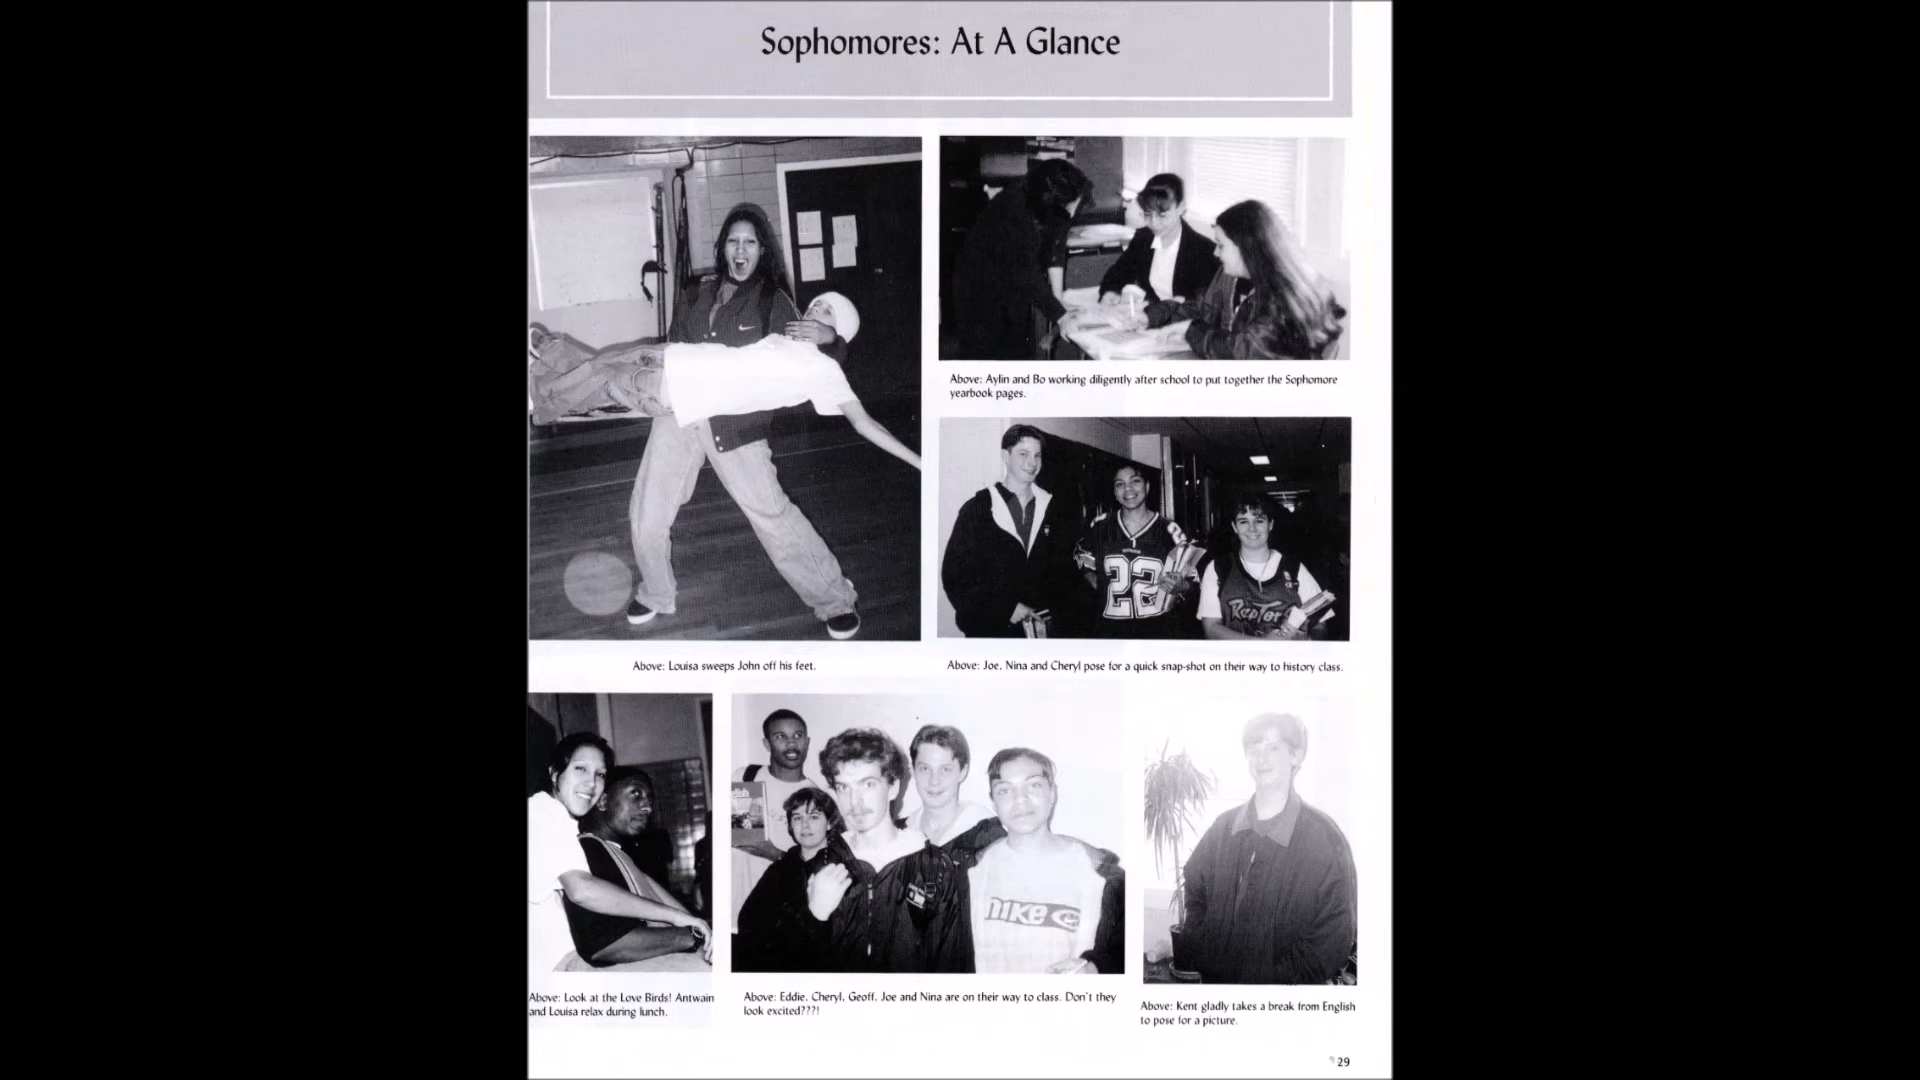 Sophomores: At A Glance
Above: Aylin and Bo working diligently after school to put together the Sophomore
yearbook pages.
22
Raptors
Above: Louisa sweeps John off his feet.
Above: Joe, Nina and Cheryl pose for a quick snap-shot on their way to history class.
NIKE
Above: Look at the Love Birds! Antwain
and Louisa relax during lunch.
Above: Eddie, Cheryl, Geoff, Joe and Nina are on their way to class. Don't they
look excited???!
Above: Kent gladly takes a break from English
to pose for a picture.
29